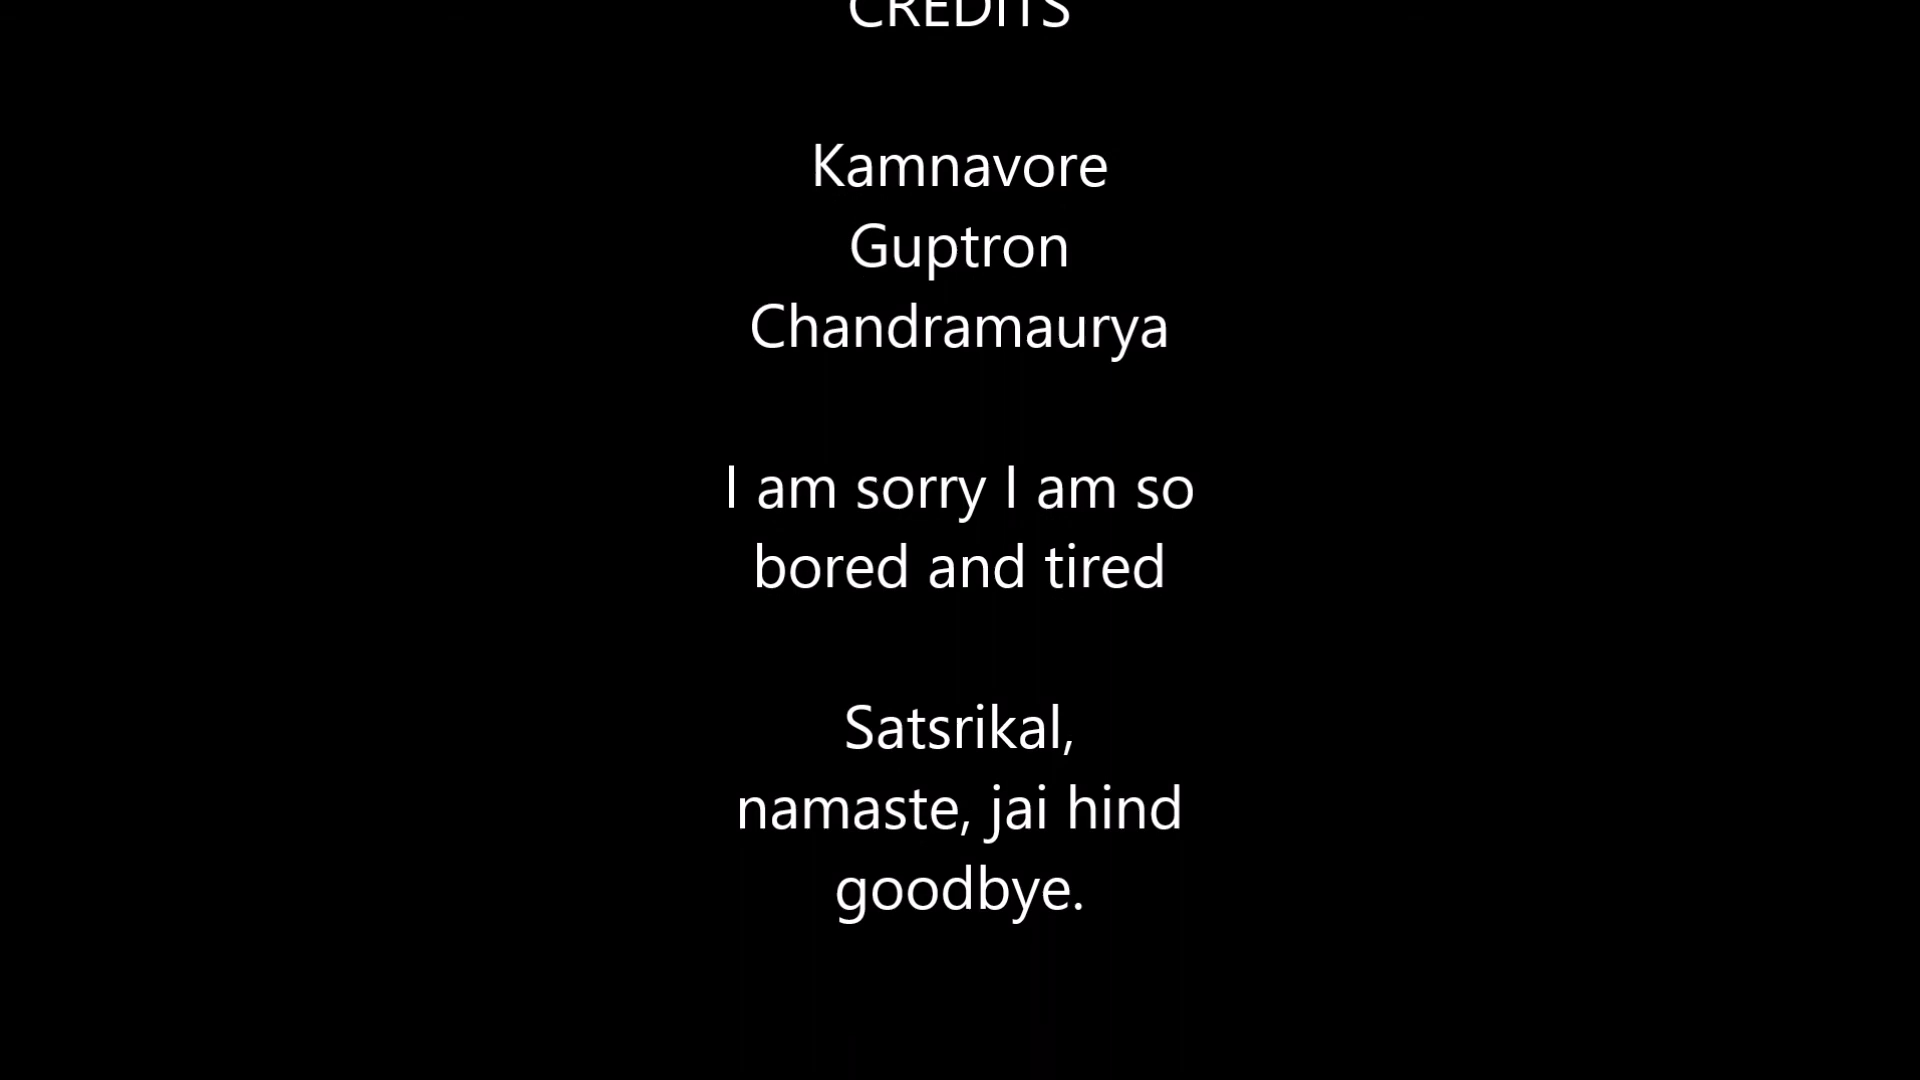 CREDITS
Kamnavore
Guptron
Chandramaurya
I am sorry I am so
bored and tired
Satsrikal,
namaste, jai hind
goodbye.